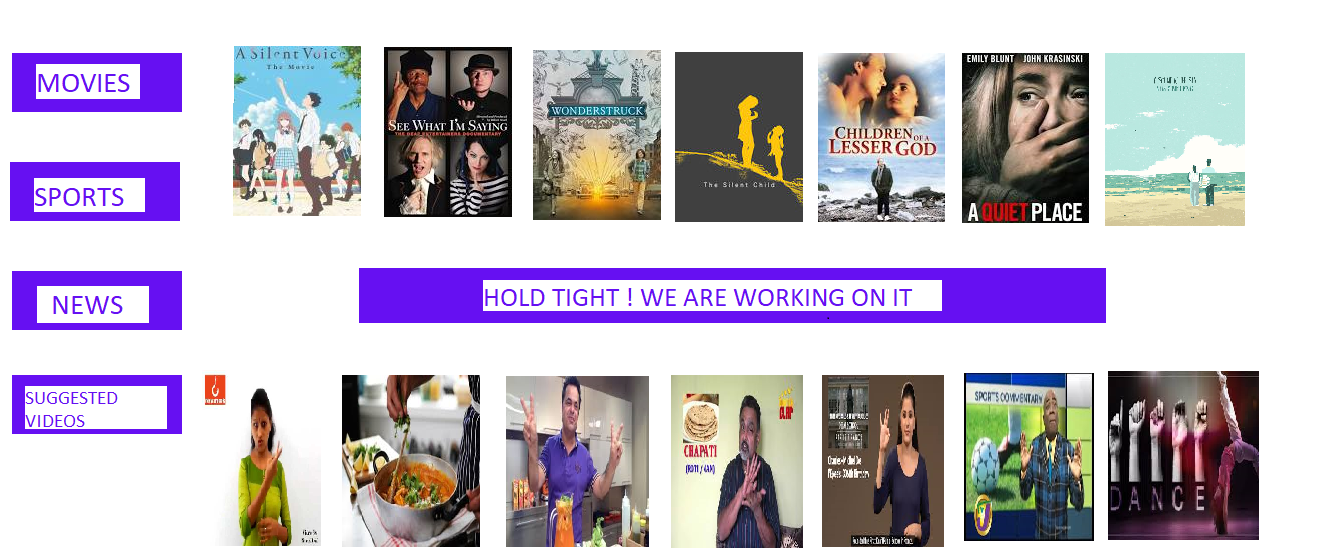 MOVIES
A Silent Voice
The Movie
SEE WHAT I'M SAYING
THE DEAF ENTERTAINERS DOCUMENTARY
WONDERSTRUCK
The Silent Child
CHILDREN OF A
LESSER GOD
EMILY BLUNT JOHN KRASINSKI
A QUIET PLACE
SPORTS
NEWS
HOLD TIGHT ! WE ARE WORKING ON IT
SUGGESTED
VIDEOS
CHAPATI
(ROTI / NAN)
SPORTS COMMENTARY
DANCE